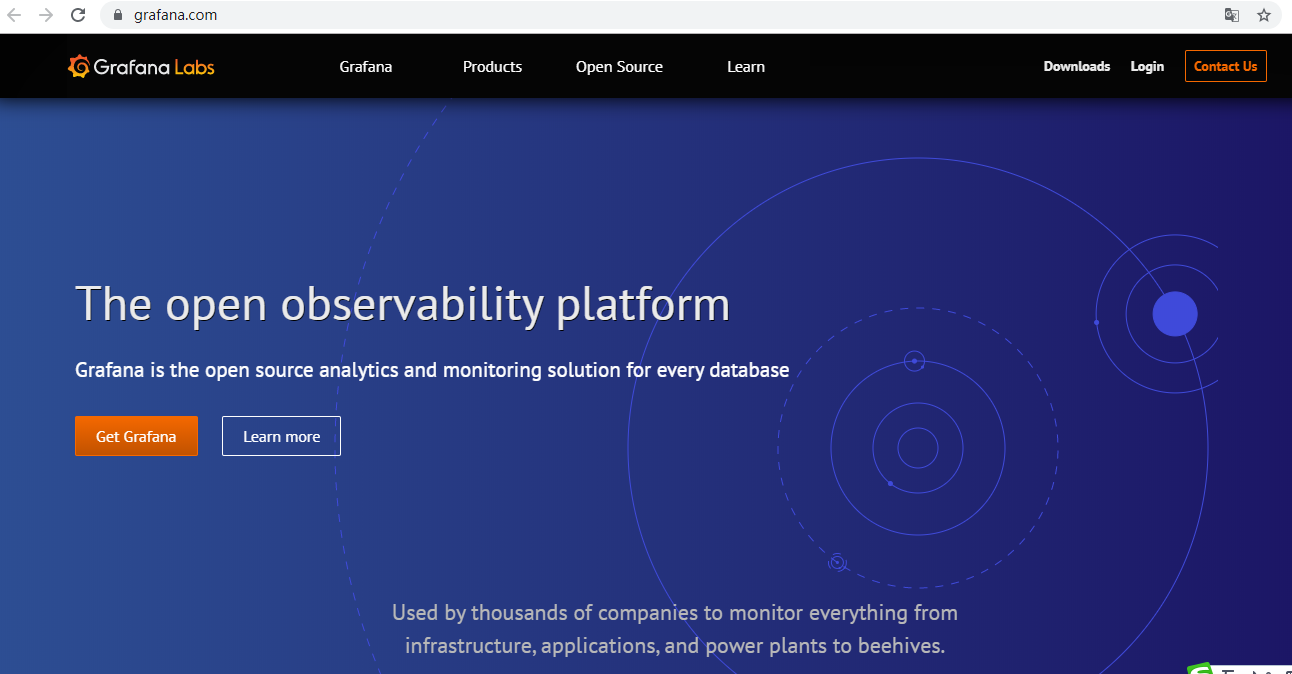 grafana.com
Grafana Labs
Grafana
Products
Open Source
Learn
Downloads
Login
Contact Us
The open observability platform
Grafana is the open source analytics and monitoring solution for every database
Get Grafana
Learn more
Used by thousands of companies to monitor everything from
infrastructure, applications, and power plants to beehives.